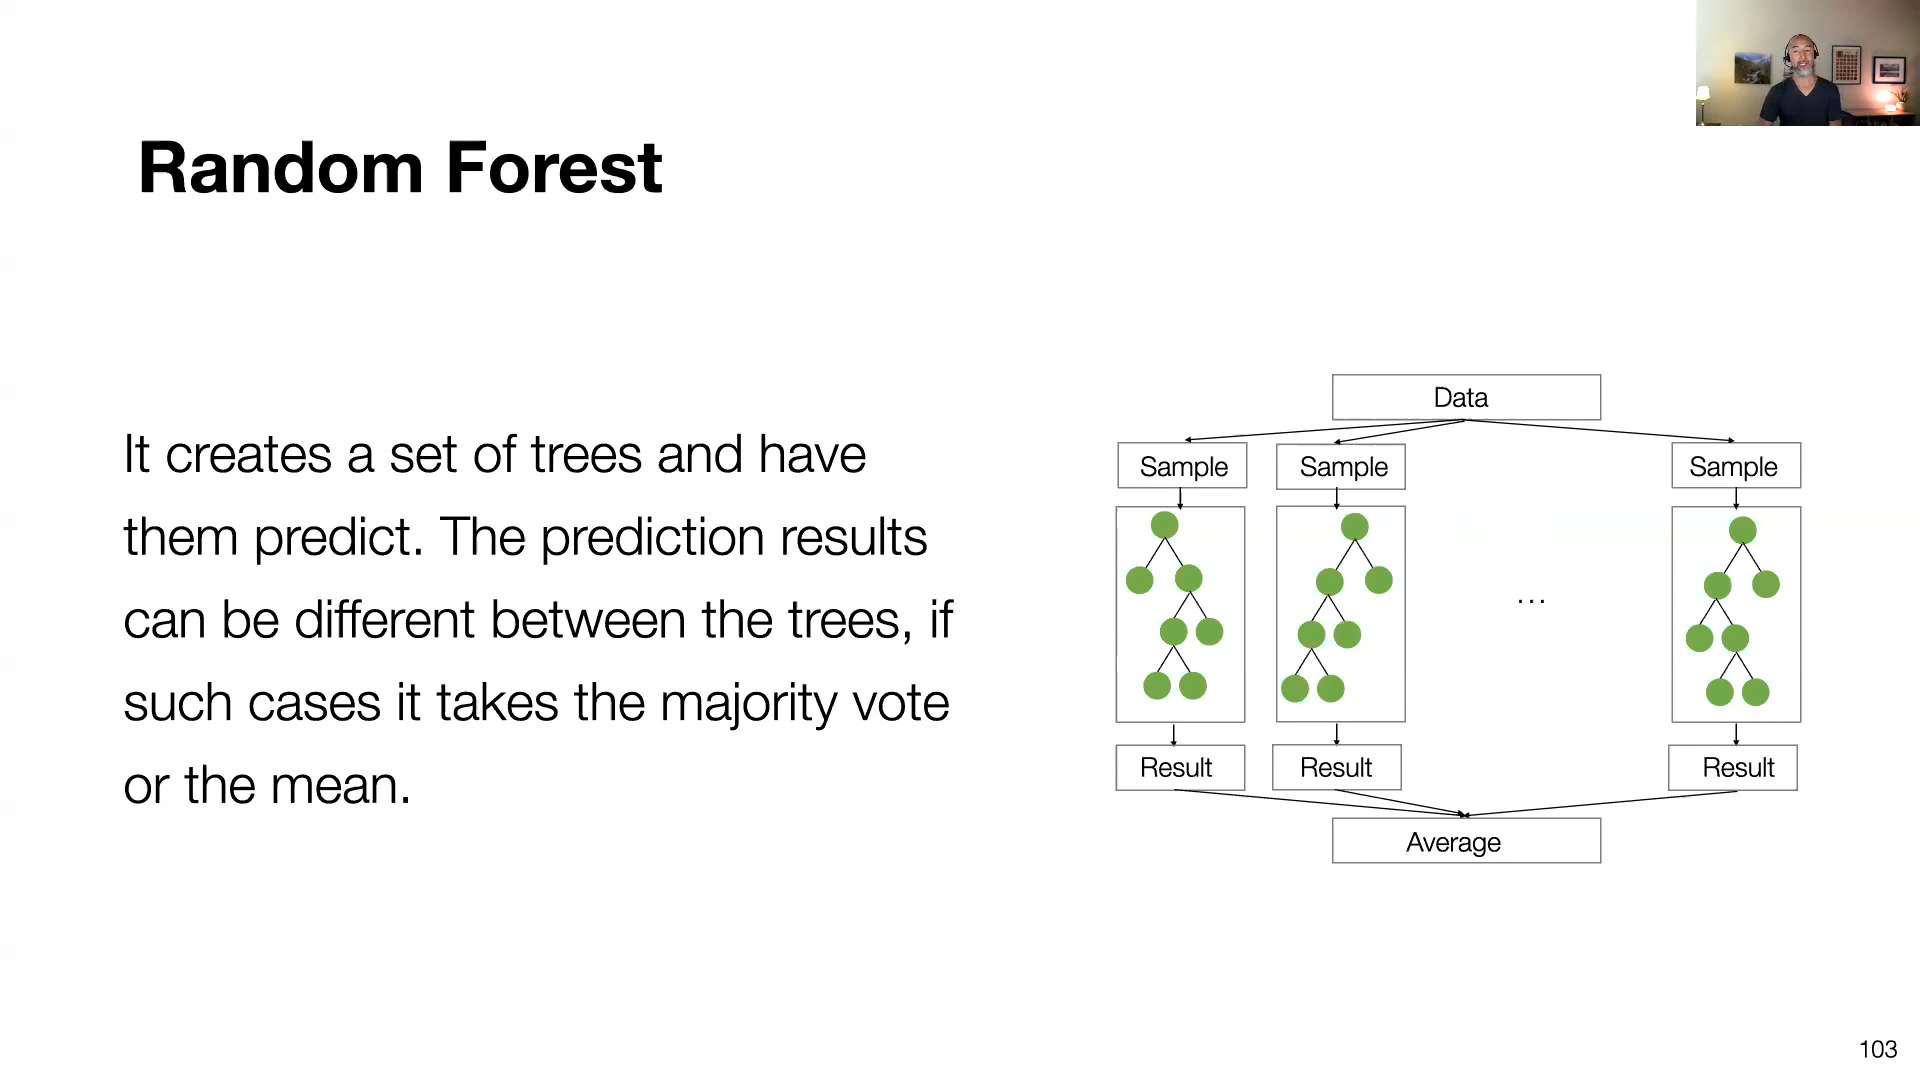 Random Forest
It creates a set of trees and have
them predict. The prediction results
can be different between the trees, if
such cases it takes the majority vote
or the mean.
Data
Sample Sample Sample
...
Result Result Result
Average
103